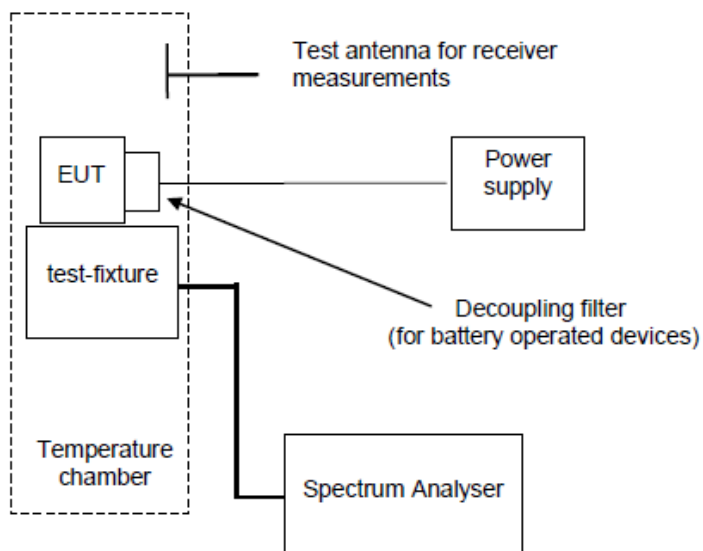 Test antenna for receiver
measurements
EUT
Power
supply
test-fixture
Decoupling filter
(for battery operated devices)
Temperature
chamber
Spectrum Analyser